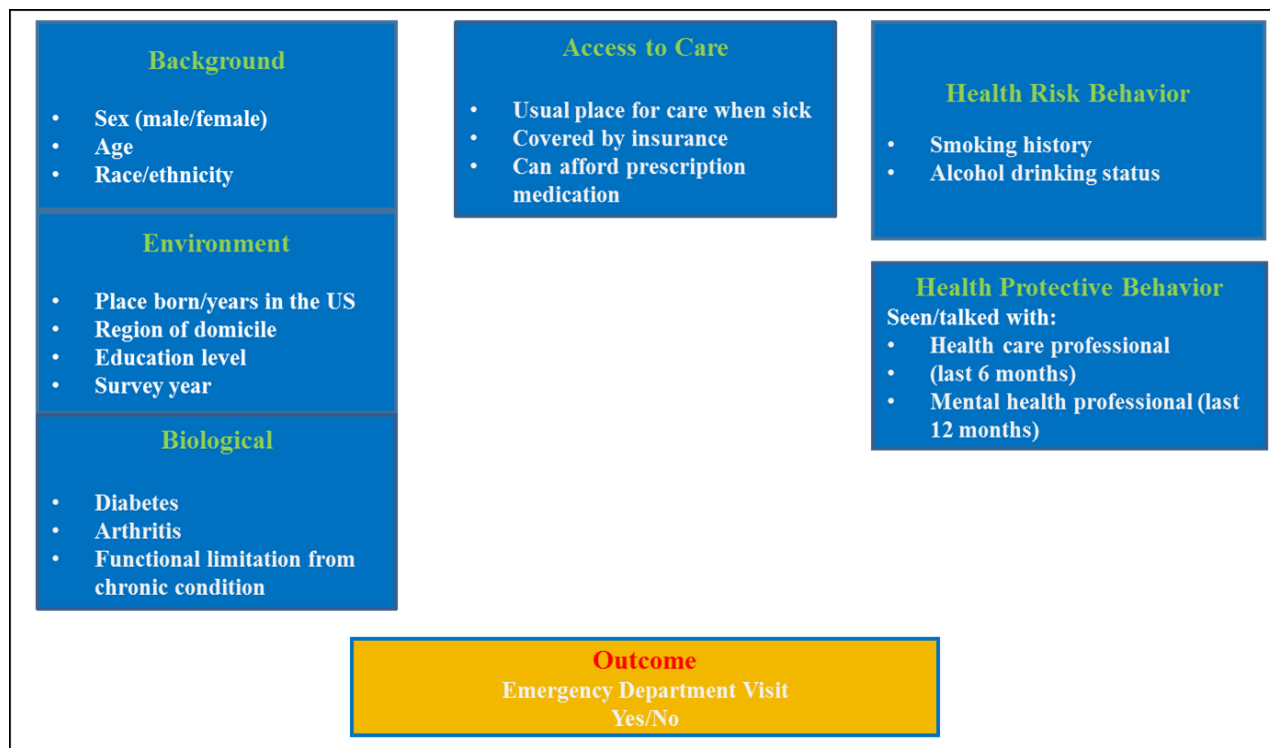 Background
• Sex (male/female)
• Age
• Race/ethnicity
Environment
• Place born/years in the US
• Region of domicile
• Education level
• Survey year
Biological
• Diabetes
• Arthritis
• Functional limitation from
chronic condition
Access to Care
• Usual place for care when sick
• Covered by insurance
• Can afford prescription
medication
Health Risk Behavior
• Smoking history
• Alcohol drinking status
Health Protective Behavior
Seen/talked with:
• Health care professional
• (last 6 months)
• Mental health professional (last
12 months)
Outcome
Emergency Department Visit
Yes/No